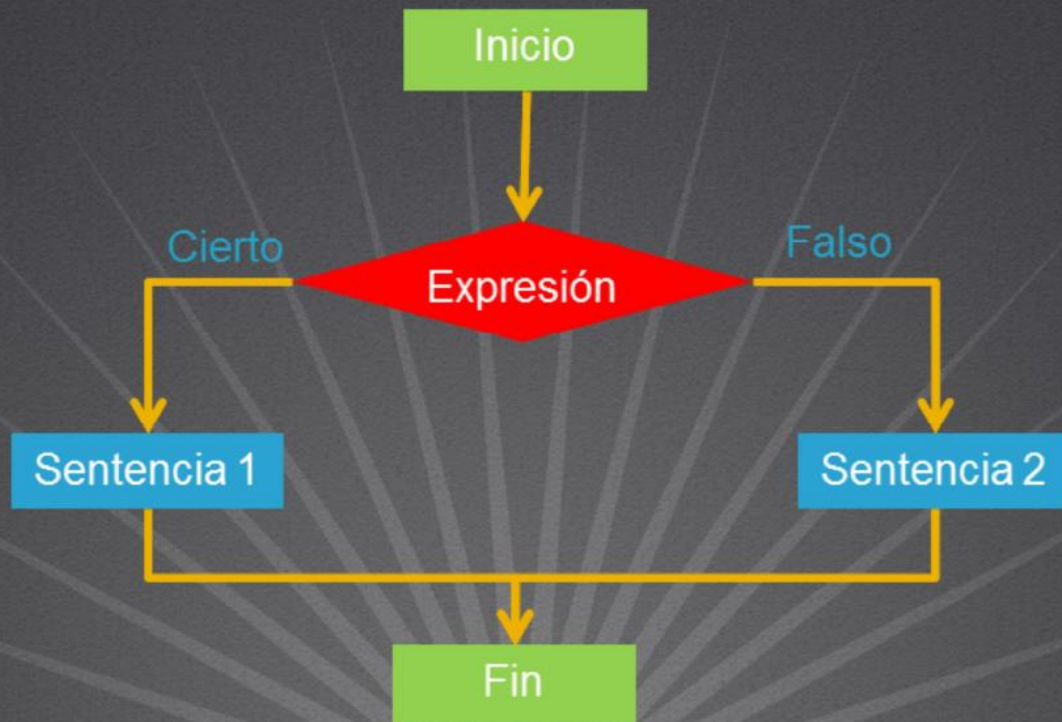 Inicio
Cierto
Falso
Expresión
Sentencia 1
Sentencia 2
Fin